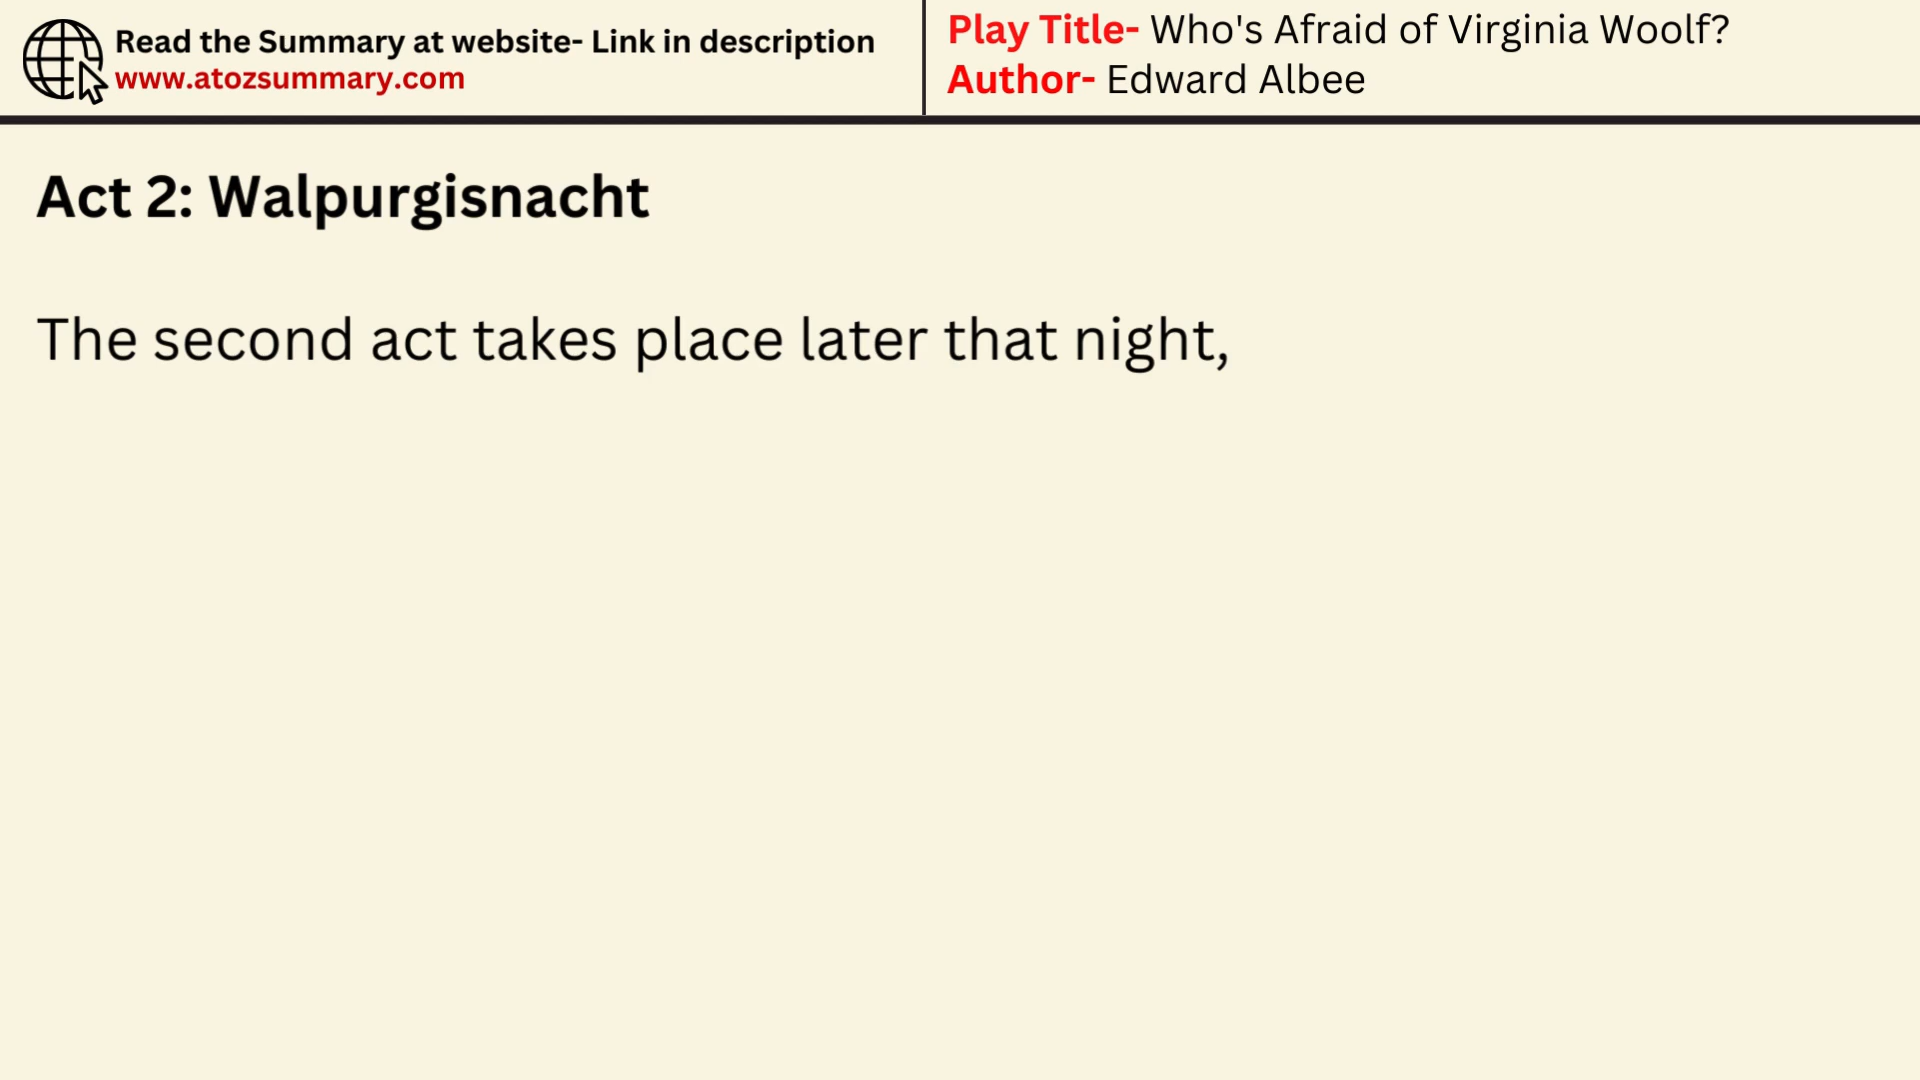 Read the Summary at website- Link in description
www.atozsummary.com
Play Title- Who's Afraid of Virginia Woolf?
Author- Edward Albee
Act 2: Walpurgisnacht
The second act takes place later that night,